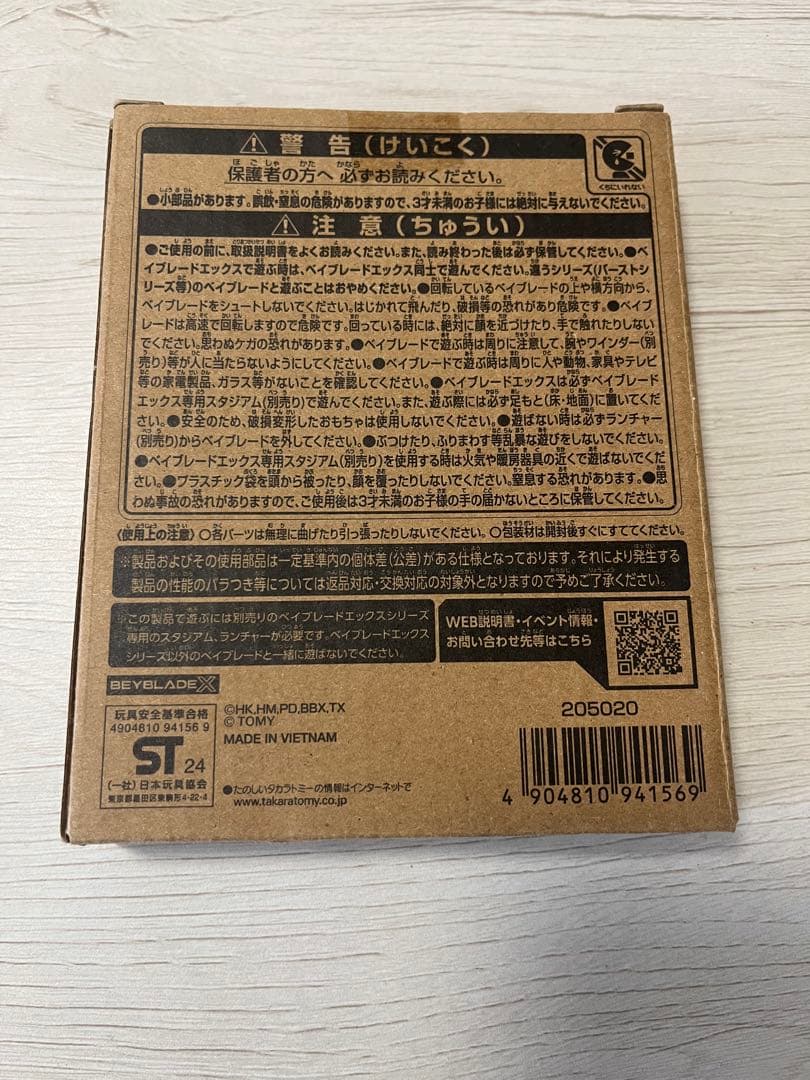 ⚠ 警告(けいこく)
保護者の方へ 必ずお読みください。
くちにいれない
●小部品があります。誤飲・窒息の危険がありますので、3才未満のお子様には絶対に与えないでください。
⚠ 注意(ちゅうい)
●ご使用の前に、取扱説明書をよくお読みください。また、読み終わった後は必ず保管してください。●ベ
イブレードエックスで遊ぶ時は、ベイブレードエックス同士で遊んでください。違うシリーズ(バーストシ
リーズ等)のベイブレードと遊ぶことはおやめください。●回転しているベイブレードの上や横方向から、
ベイブレードをシュートしないでください。はじかれて飛んだり、破損等の恐れがあり危険です。●ベイブ
レードは高速で回転しますので危険です。回っている時には、絶対に顔を近づけたり、手で触れたりしない
でください。思わぬケガの恐れがあります。●ベイブレードで遊ぶ時は周りに注意して、腕やワインダー(別
売り)等が人に当たらないようにしてください。●ベイブレードで遊ぶ時は周りに人や動物、家具やテレビ
等の家電製品、ガラス等がないことを確認してください。●ベイブレードエックスは必ずベイブレード
エックス専用スタジアム(別売り)で遊んでください。また、遊ぶ際には必ず足もと(床・地面)に置いてくだ
さい。●安全のため、破損変形したおもちゃは使用しないでください。●遊ばない時は必ずランチャー
(別売り)からベイブレードを外してください。●ぶつけたり、ふりまわす等乱暴な遊びをしないでください。
●ベイブレードエックス専用スタジアム(別売り)を使用する時は火気や暖房器具の近くで遊ばないでくだ
さい。●プラスチック袋を頭から被ったり、顔を覆ったりしないでください。窒息する恐れがあります。●思
わぬ事故の恐れがありますので、ご使用後は3才未満のお子様の手の届かないところに保管してください。
〈使用上の注意〉○各パーツは無理に曲げたり引っ張ったりしないでください。○包装材は開封後すぐにすててください。
※製品およびその使用部品は一定基準内の個体差(公差)がある仕様となっております。それにより発生する
製品の性能のバラつき等については返品対応・交換対応の対象外となりますので予めご了承ください。
※この製品で遊ぶには別売りのベイブレードエックスシリーズ
専用のスタジアム、ランチャーが必要です。ベイブレードエックス
シリーズ以外のベイブレードと一緒に遊ばないでください。
WEB説明書・イベント情報・
お問い合わせ先等はこちら
BEYBLADE X
玩具安全基準合格
4904810 94156 9
ST 24
(一社)日本玩具協会
東京都墨田区東駒形4-22-4
©HK,HM,PD,BBX,TX
© TOMY
MADE IN VIETNAM
●たのしいタカラトミーの情報はインターネットで
www.takaratomy.co.jp
205020
4 904810 941569